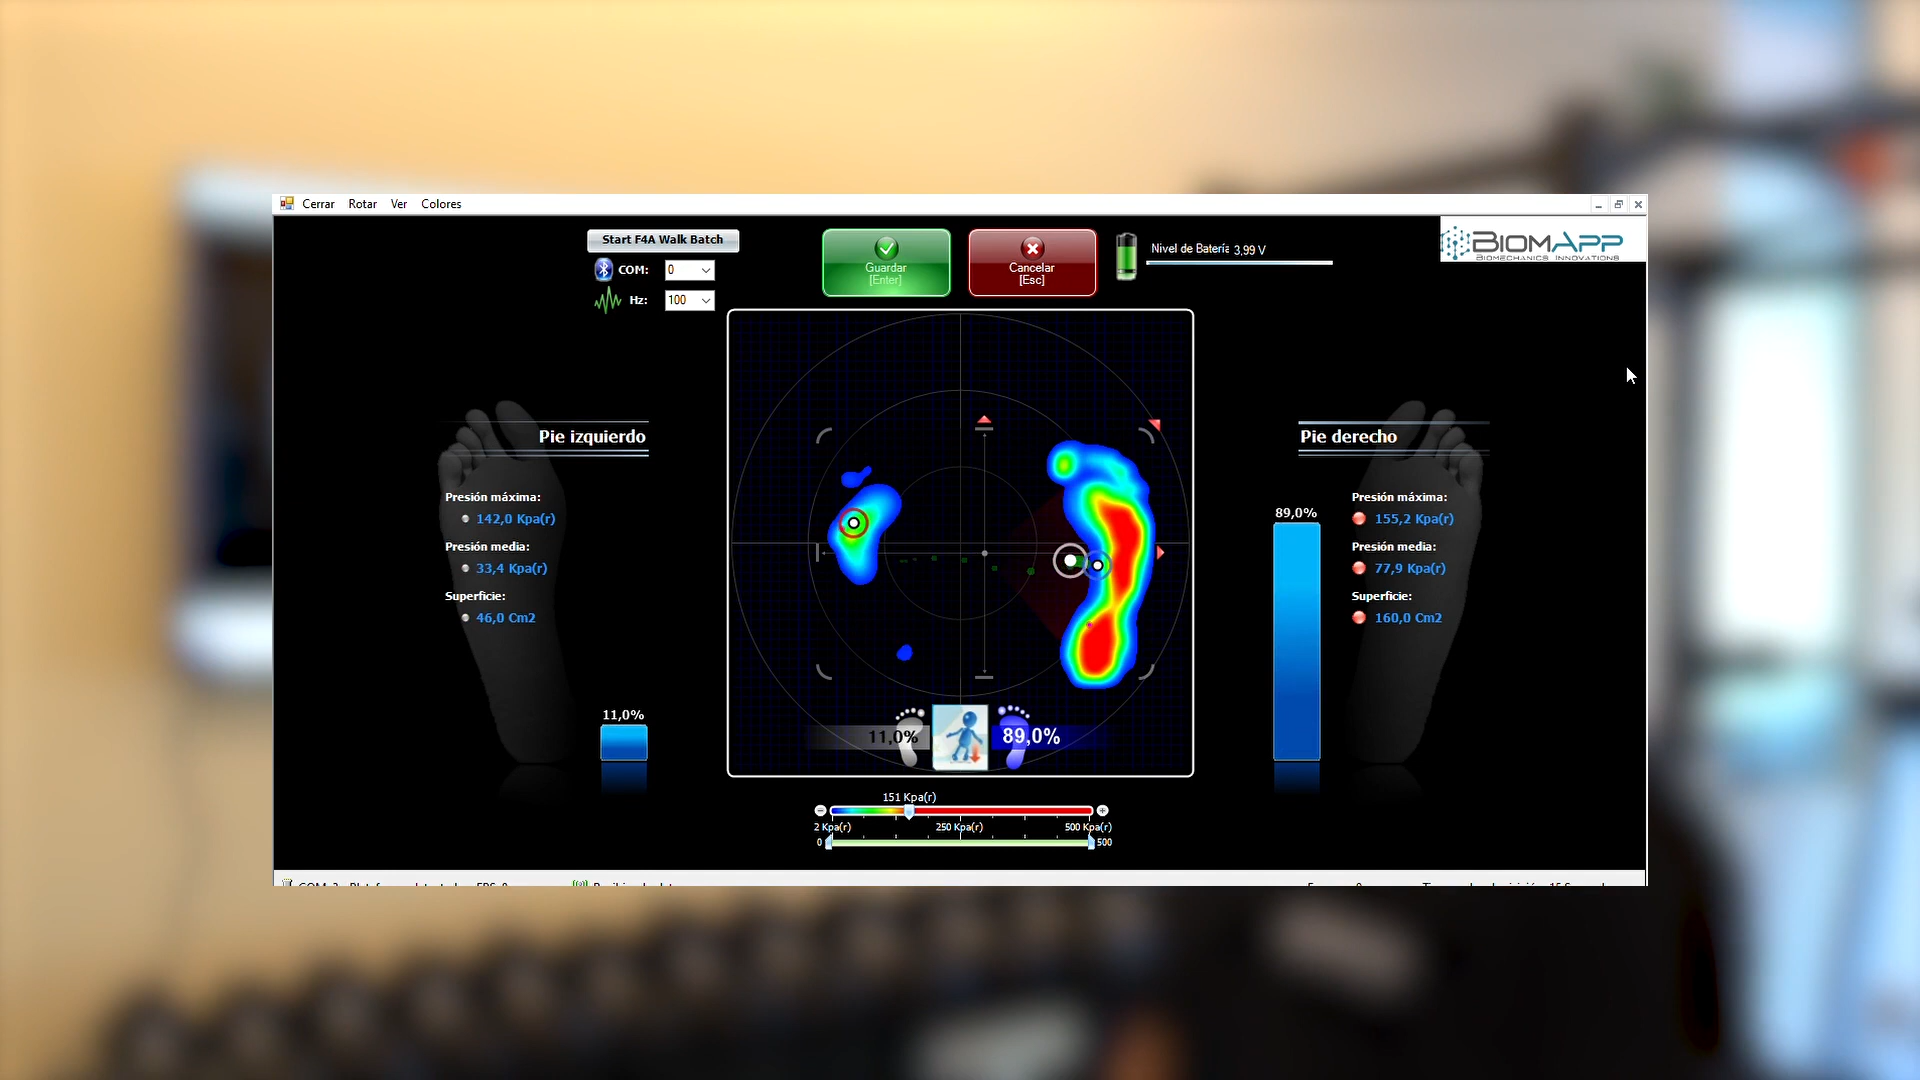 Cerrar Rotar Ver Colores
Start F4A Walk Batch
COM: 0
Hz: 100
Guardar
[Enter]
Cancelar
[Esc]
Nivel de Batería 3,99 V
BIOMAPP
BIOMECHANICS INNOVATIONS
Pie izquierdo
Presión máxima:
142,0 Kpa(r)
Presión media:
33,4 Kpa(r)
Superficie:
46,0 Cm2
11,0%
11,0%
89,0%
89,0%
Pie derecho
Presión máxima:
155,2 Kpa(r)
Presión media:
77,9 Kpa(r)
Superficie:
160,0 Cm2
151 Kpa(r)
2 Kpa(r) 250 Kpa(r) 500 Kpa(r)
0 500